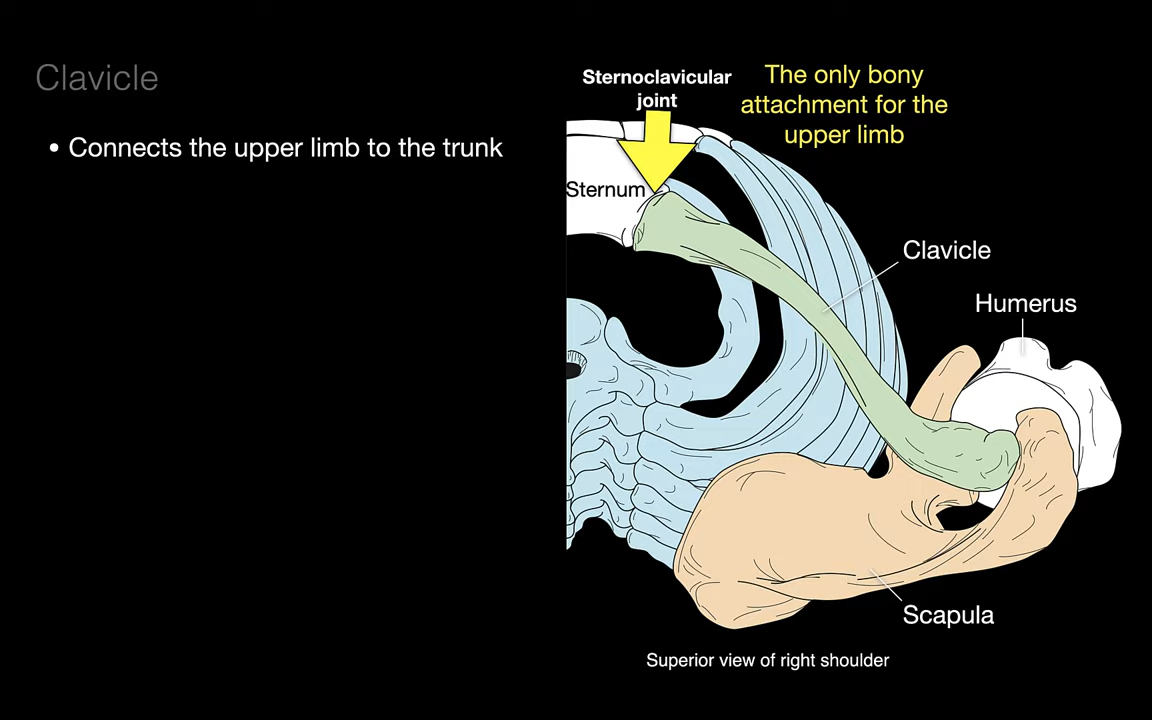 Clavicle
• Connects the upper limb to the trunk
Sternoclavicular
joint
The only bony
attachment for the
upper limb
Sternum
Clavicle
Humerus
Scapula
Superior view of right shoulder